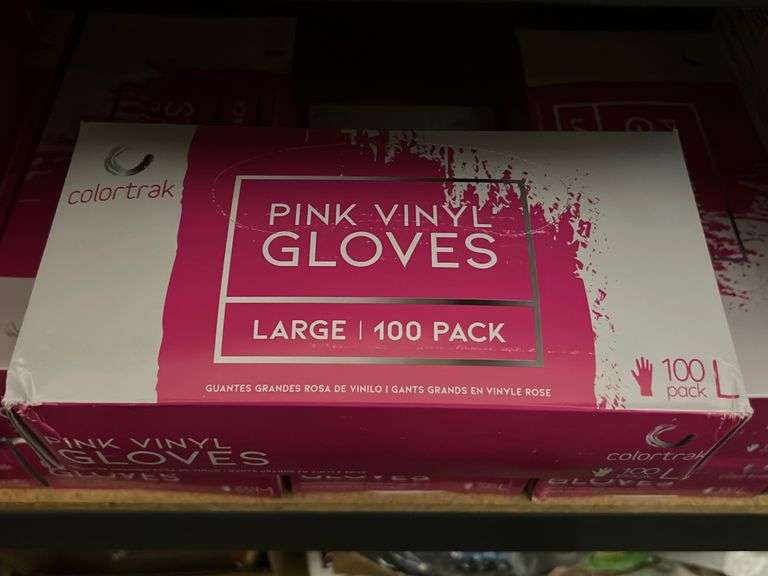 colortrak
PINK VINYL
GLOVES
LARGE | 100 PACK
GUANTES GRANDES ROSA DE VINILO | GANTS GRANDS EN VINYLE ROSE
100 L
pack
PINK VINYL
GLOVES
colortrak
100 L
GLOVES